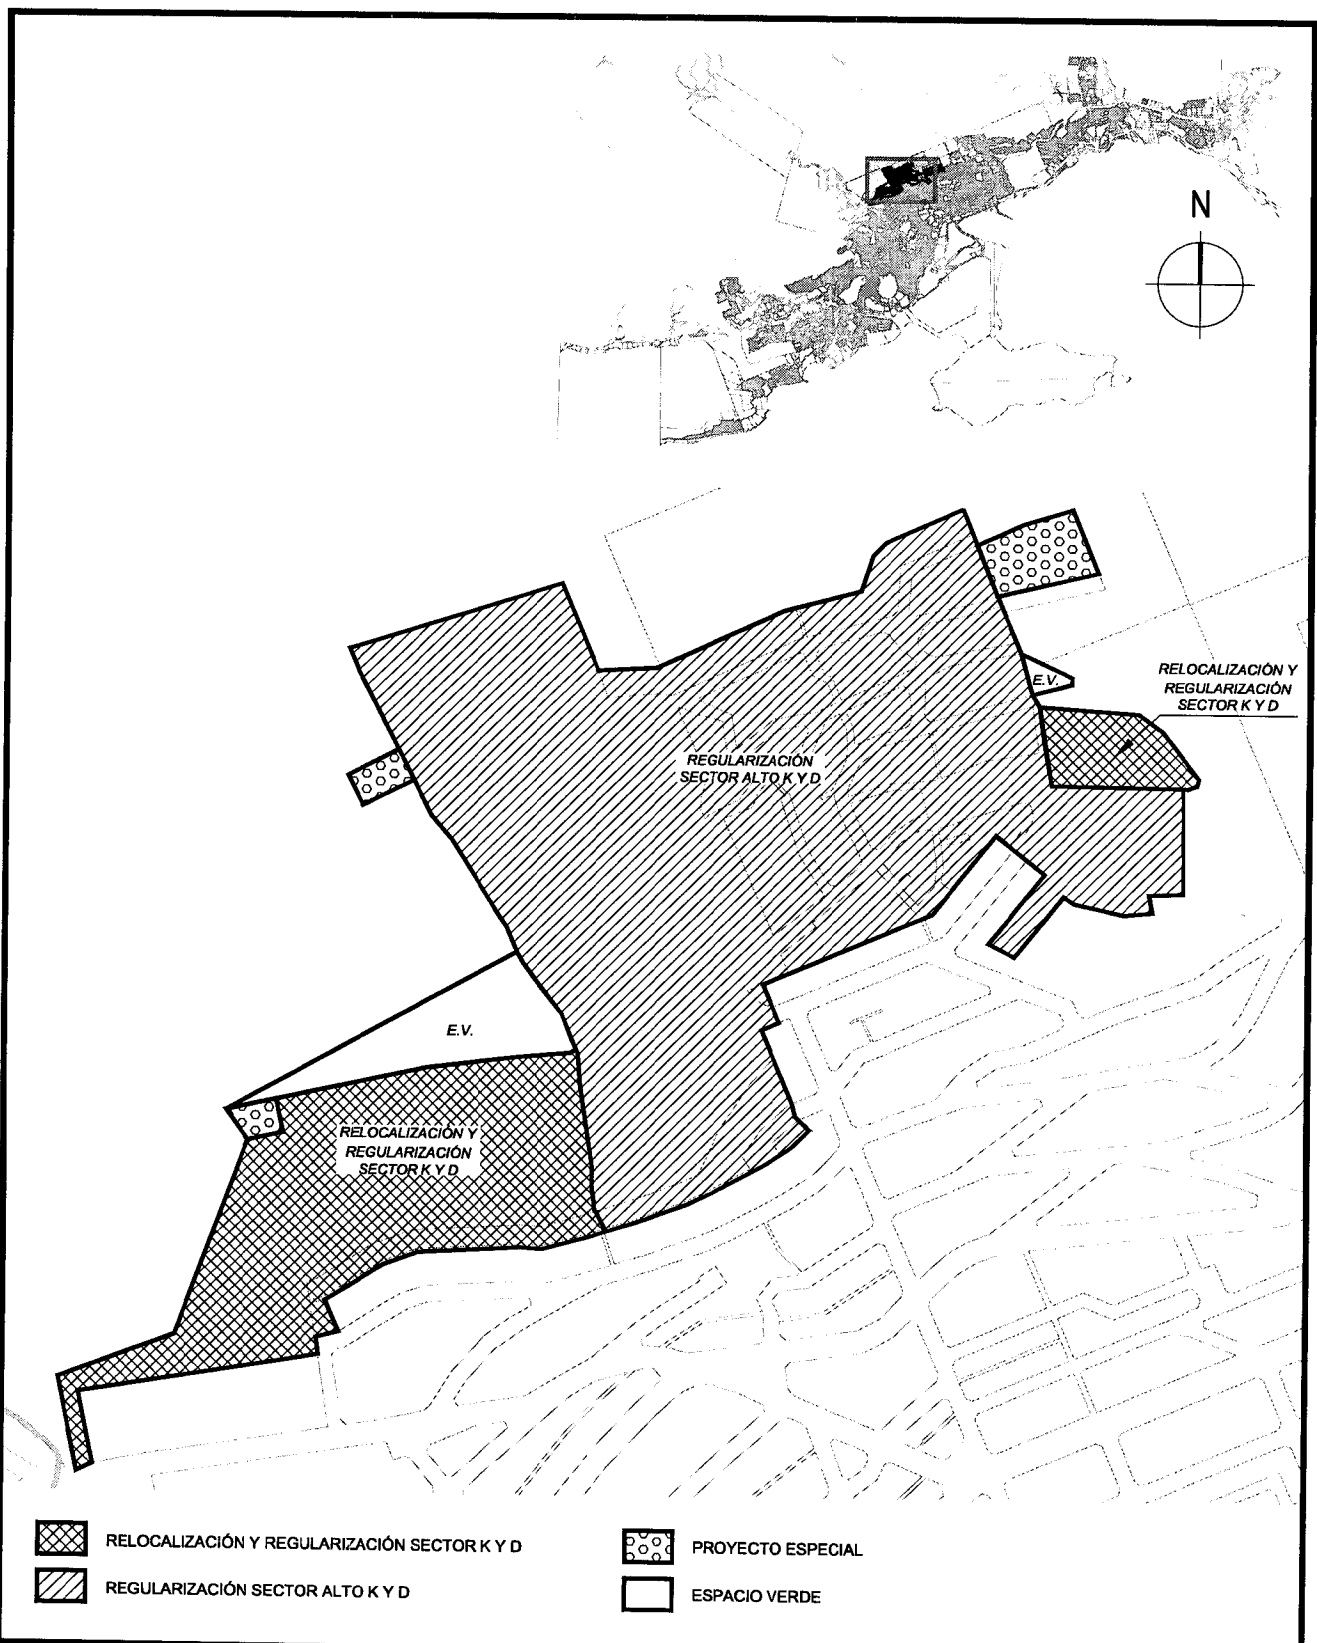 N
RELOCALIZACIÓN Y
REGULARIZACIÓN
SECTOR K Y D
E.V.
REGULARIZACIÓN
SECTOR ALTO K Y D
E.V.
RELOCALIZACIÓN Y
REGULARIZACIÓN
SECTOR K Y D
RELOCALIZACIÓN Y REGULARIZACIÓN SECTOR K Y D
PROYECTO ESPECIAL
REGULARIZACIÓN SECTOR ALTO K Y D
ESPACIO VERDE